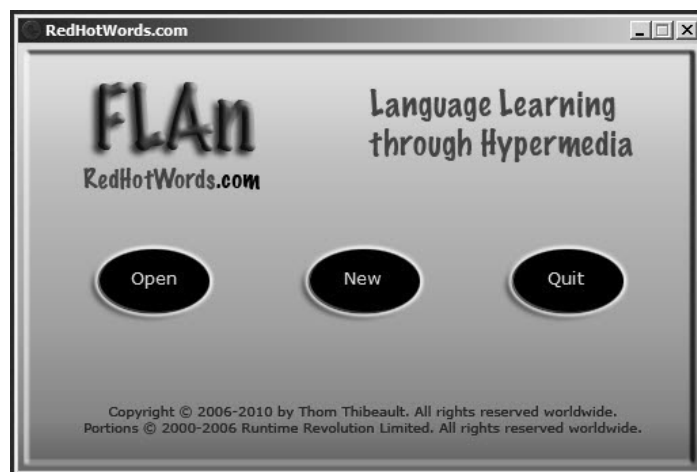 RedHotWords.com
FLAn
Language Learning
through Hypermedia
RedHotWords.com
Open
New
Quit
Copyright © 2006-2010 by Thom Thibeault. All rights reserved worldwide.
Portions © 2000-2006 Runtime Revolution Limited. All rights reserved worldwide.